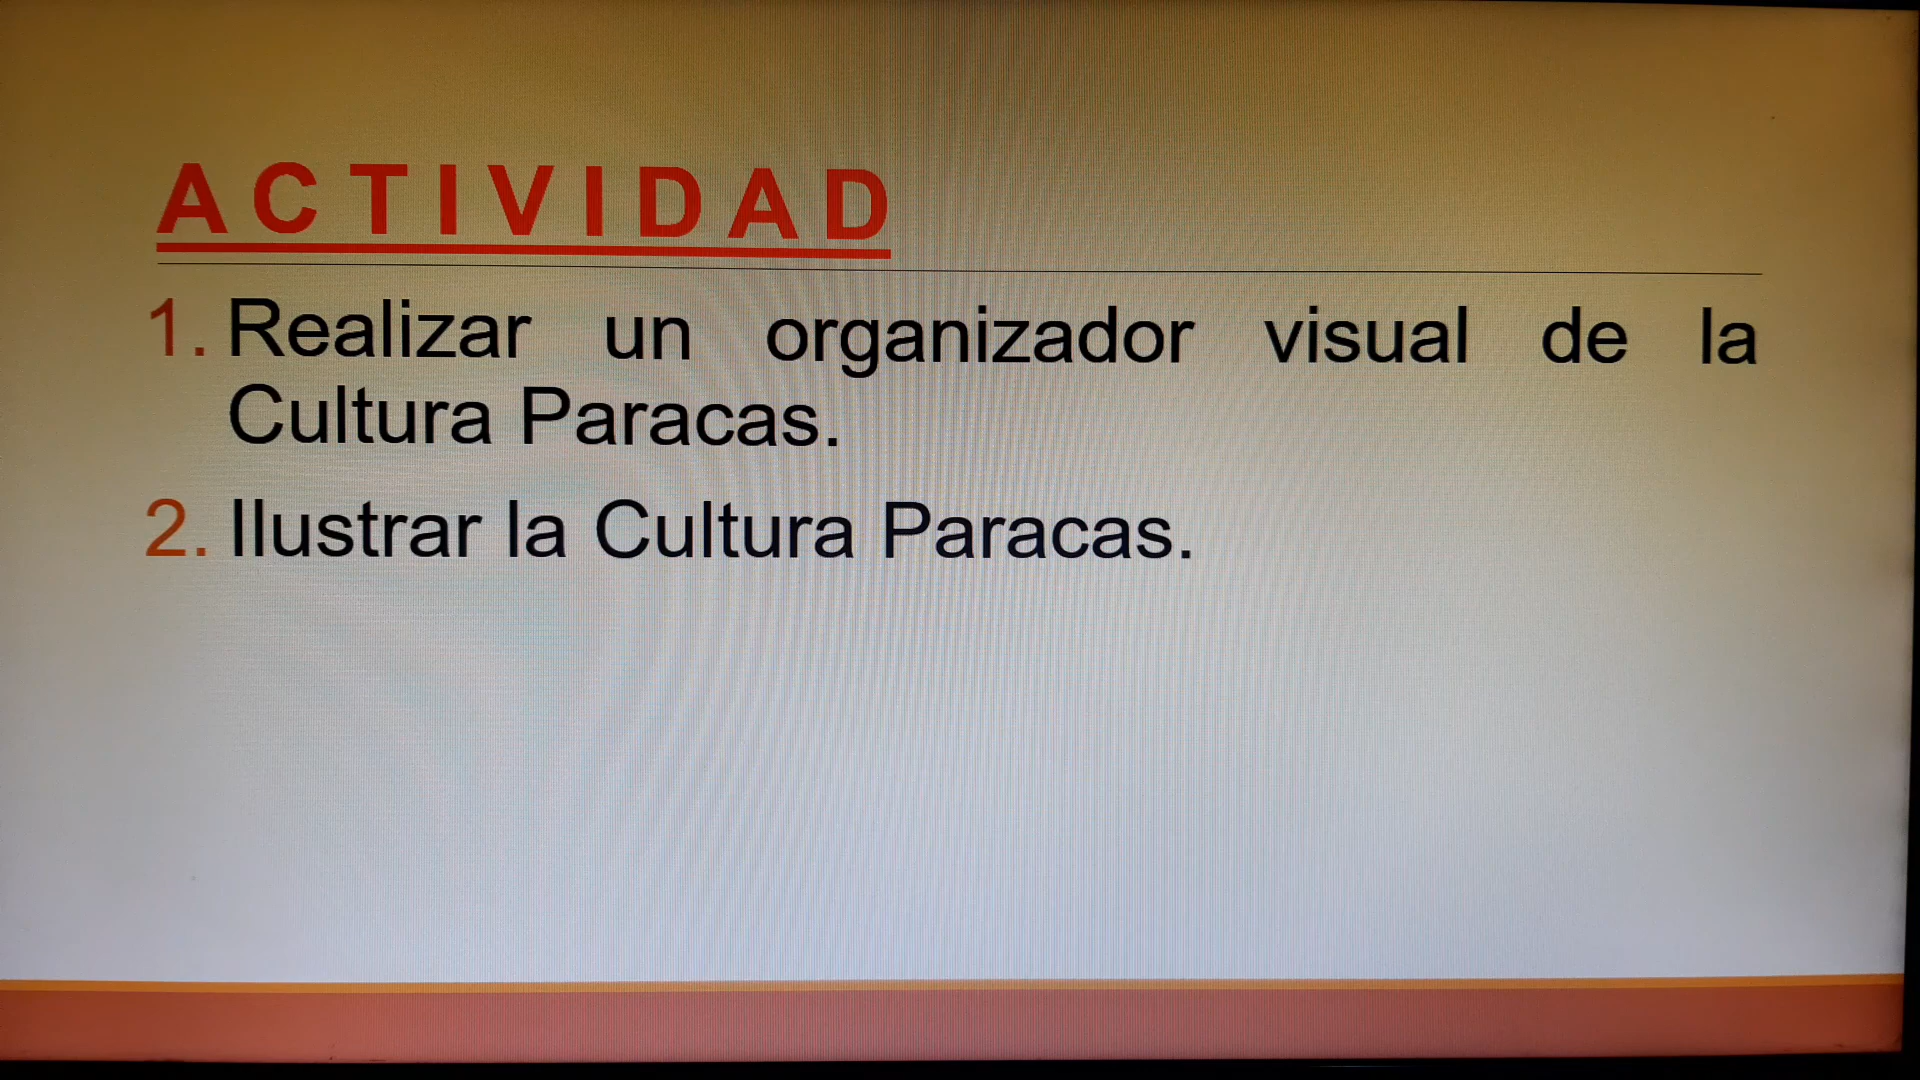 ACTIVIDAD
1. Realizar un organizador visual de la
Cultura Paracas.
2. Ilustrar la Cultura Paracas.